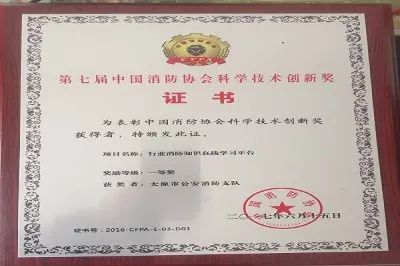 CFPA
第七届中国消防协会科学技术创新奖
证书
为表彰中国消防协会科学技术创新奖
获得者,特颁发此证。
项目名称:行业消防知识在线学习平台
奖励等级:一等奖
获奖者:太原市公安消防支队
国消防协
二〇一七年六月十五日
证书号:2016-CFPA-1-03-D01